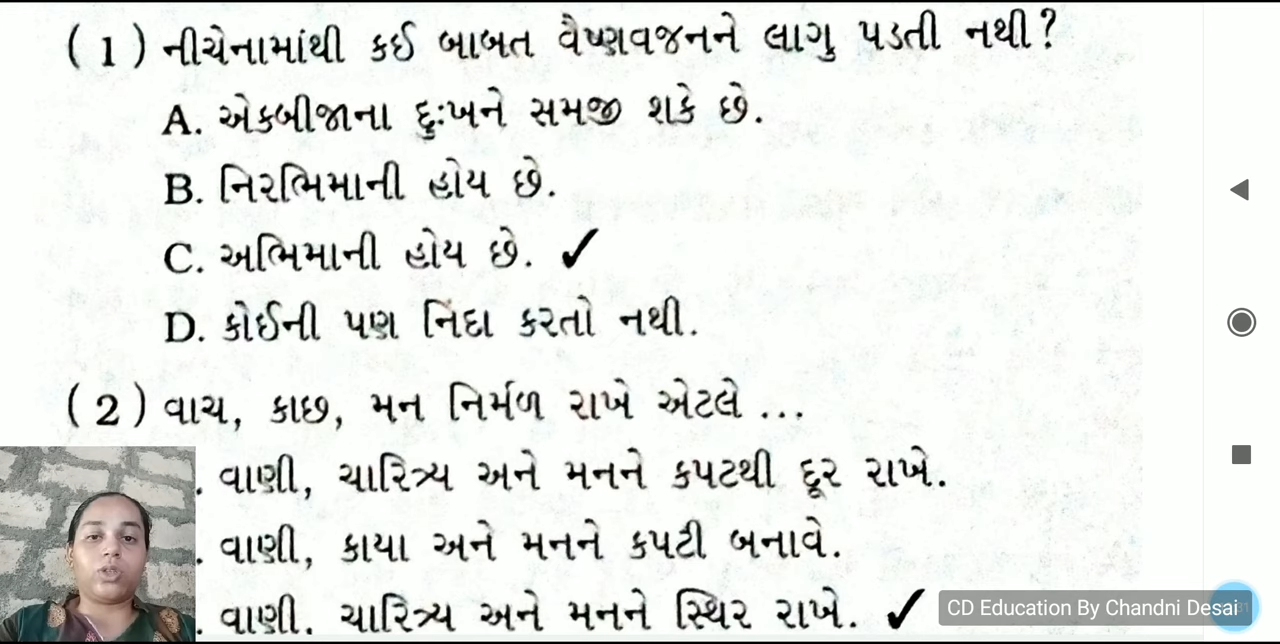 ( 1 ) નીચેનામાંથી કઈ બાબત વૈષ્ણવજનને લાગુ પડતી નથી?
A. એકબીજાના દુઃખને સમજી શકે છે.
B. નિરભિમાની હોય છે.
C. અભિમાની હોય છે. ✓
D. કોઈની પણ નિંદા કરતો નથી.
( 2 ) વાચ, કાછ, મન નિર્મળ રાખે એટલે ...
. વાણી, ચારિત્ર્ય અને મનને કપટથી દૂર રાખે.
. વાણી, કાયા અને મનને કપટી બનાવે.
. વાણી. ચારિત્ર્ય અને મનને સ્થિર રાખે. ✓
CD Education By Chandni Desai